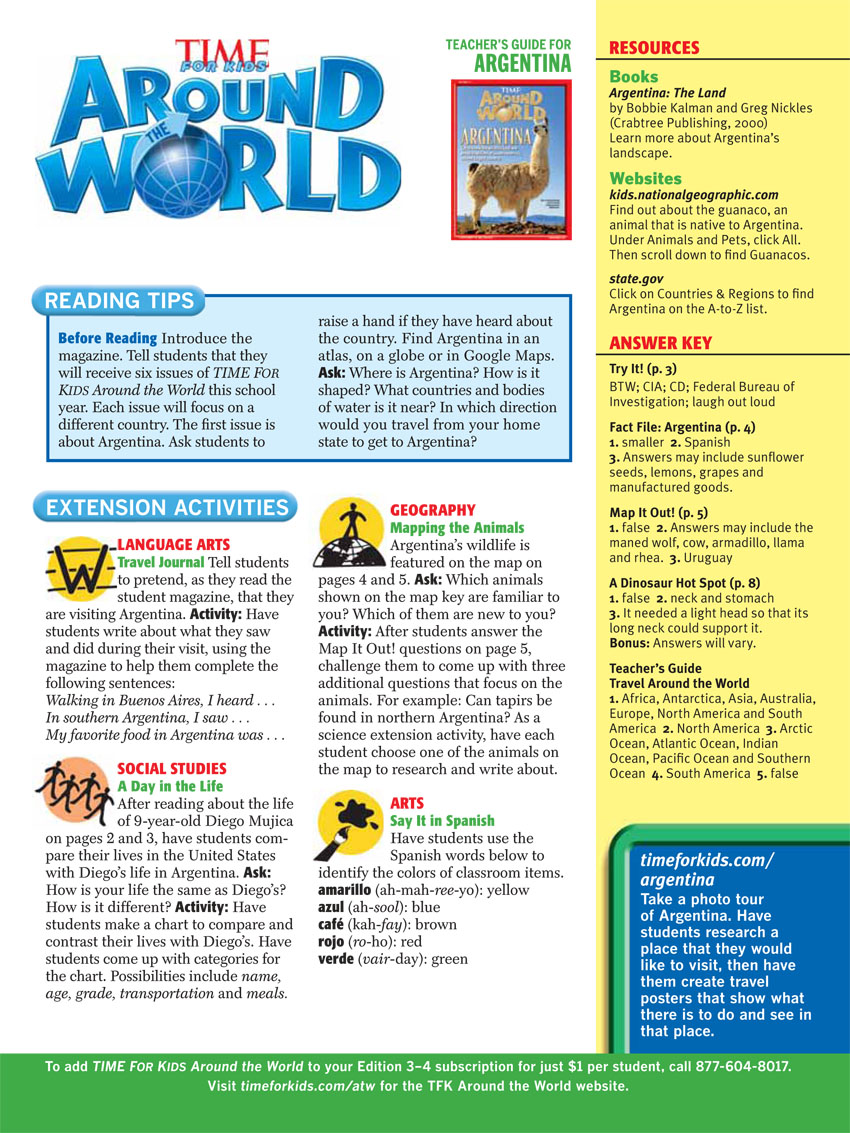 TIME
FOR KIDS
AROUND
THE
WORLD
TEACHER'S GUIDE FOR
ARGENTINA
TIME
AROUND
WORLD
ARGENTINA
READING TIPS
Before Reading Introduce the
magazine. Tell students that they
will receive six issues of TIME FOR
KIDS Around the World this school
year. Each issue will focus on a
different country. The first issue is
about Argentina. Ask students to
raise a hand if they have heard about
the country. Find Argentina in an
atlas, on a globe or in Google Maps.
Ask: Where is Argentina? How is it
shaped? What countries and bodies
of water is it near? In which direction
would you travel from your home
state to get to Argentina?
EXTENSION ACTIVITIES
LANGUAGE ARTS
Travel Journal Tell students
to pretend, as they read the
student magazine, that they
are visiting Argentina. Activity: Have
students write about what they saw
and did during their visit, using the
magazine to help them complete the
following sentences:
Walking in Buenos Aires, I heard . . .
In southern Argentina, I saw . . .
My favorite food in Argentina was . . .
SOCIAL STUDIES
A Day in the Life
After reading about the life
of 9-year-old Diego Mujica
on pages 2 and 3, have students com-
pare their lives in the United States
with Diego's life in Argentina. Ask:
How is your life the same as Diego's?
How is it different? Activity: Have
students make a chart to compare and
contrast their lives with Diego's. Have
students come up with categories for
the chart. Possibilities include name,
age, grade, transportation and meals.
GEOGRAPHY
Mapping the Animals
Argentina's wildlife is
featured on the map on
pages 4 and 5. Ask: Which animals
shown on the map key are familiar to
you? Which of them are new to you?
Activity: After students answer the
Map It Out! questions on page 5,
challenge them to come up with three
additional questions that focus on the
animals. For example: Can tapirs be
found in northern Argentina? As a
science extension activity, have each
student choose one of the animals on
the map to research and write about.
ARTS
Say It in Spanish
Have students use the
Spanish words below to
identify the colors of classroom items.
amarillo (ah-mah-ree-yo): yellow
azul (ah-sool): blue
café (kah-fay): brown
rojo (ro-ho): red
verde (vair-day): green
RESOURCES
Books
Argentina: The Land
by Bobbie Kalman and Greg Nickles
(Crabtree Publishing, 2000)
Learn more about Argentina's
landscape.
Websites
kids.nationalgeographic.com
Find out about the guanaco, an
animal that is native to Argentina.
Under Animals and Pets, click All.
Then scroll down to find Guanacos.
state.gov
Click on Countries & Regions to find
Argentina on the A-to-Z list.
ANSWER KEY
Try It! (p. 3)
BTW; CIA; CD; Federal Bureau of
Investigation; laugh out loud
Fact File: Argentina (p. 4)
1. smaller 2. Spanish
3. Answers may include sunflower
seeds, lemons, grapes and
manufactured goods.
Map It Out! (p. 5)
1. false 2. Answers may include the
maned wolf, cow, armadillo, llama
and rhea. 3. Uruguay
A Dinosaur Hot Spot (p. 8)
1. false 2. neck and stomach
3. It needed a light head so that its
long neck could support it.
Bonus: Answers will vary.
Teacher's Guide
Travel Around the World
1. Africa, Antarctica, Asia, Australia,
Europe, North America and South
America 2. North America 3. Arctic
Ocean, Atlantic Ocean, Indian
Ocean, Pacific Ocean and Southern
Ocean 4. South America 5. false
timeforkids.com/
argentina
Take a photo tour
of Argentina. Have
students research a
place that they would
like to visit, then have
them create travel
posters that show what
there is to do and see in
that place.
To add TIME FOR KIDS Around the World to your Edition 3–4 subscription for just $1 per student, call 877-604-8017.
Visit timeforkids.com/atw for the TFK Around the World website.